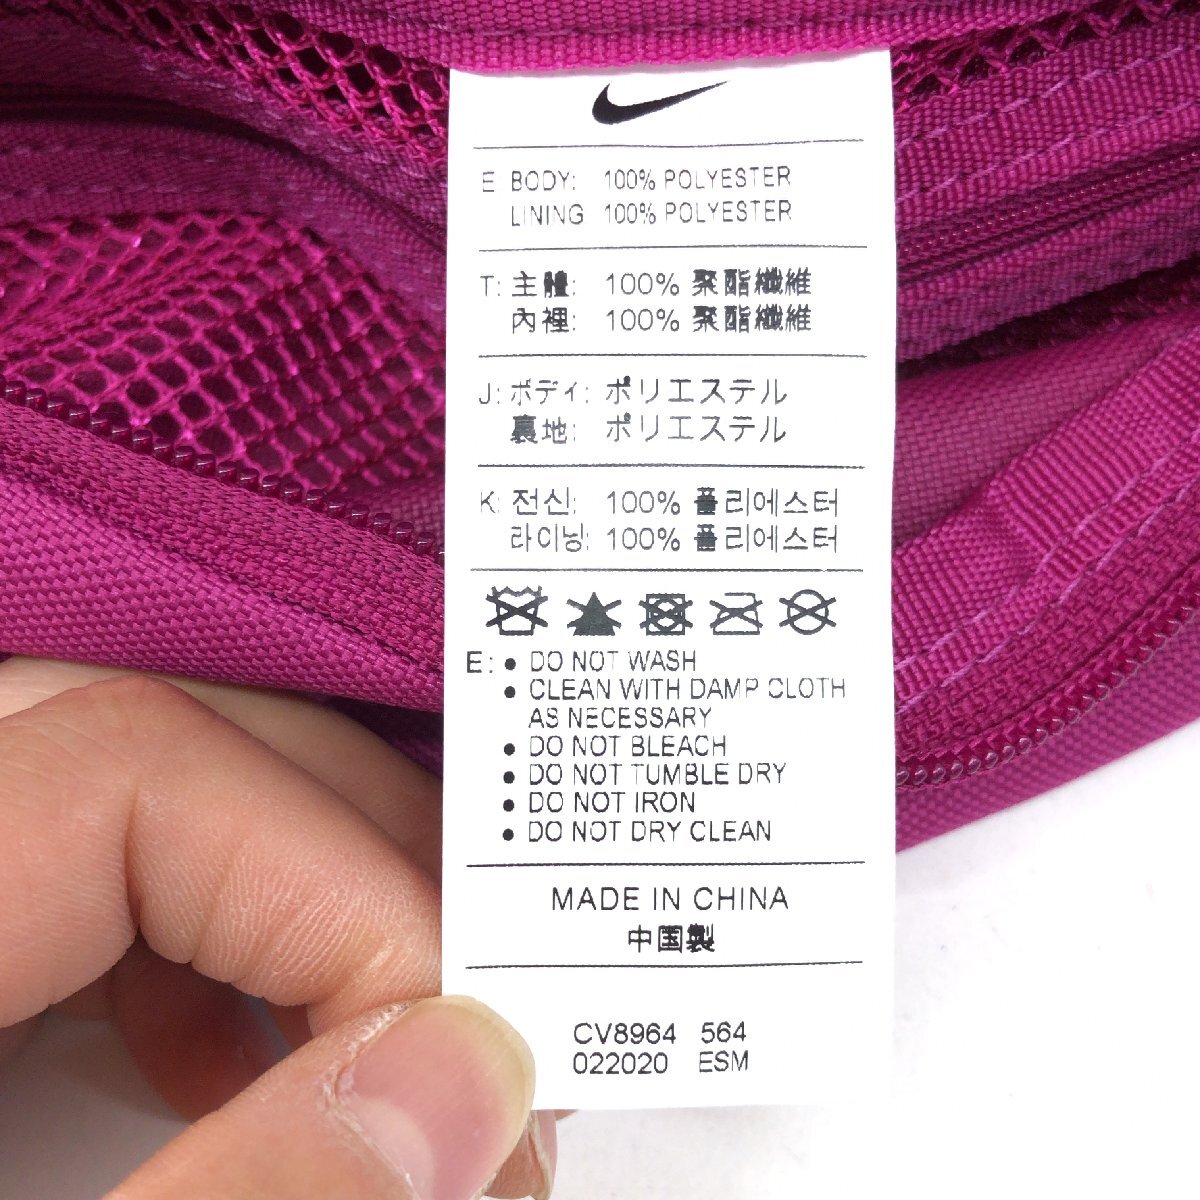 E BODY: 100% POLYESTER
LINING 100% POLYESTER
T: 主體: 100% 聚酯纖維
內裡: 100% 聚酯纖維
J: ボディ: ポリエステル
裏地: ポリエステル
K: 전신: 100% 폴리에스터
라이닝: 100% 폴리에스터
E: • DO NOT WASH
• CLEAN WITH DAMP CLOTH
AS NECESSARY
• DO NOT BLEACH
• DO NOT TUMBLE DRY
• DO NOT IRON
• DO NOT DRY CLEAN
MADE IN CHINA
中国製
CV8964 564
022020 ESM